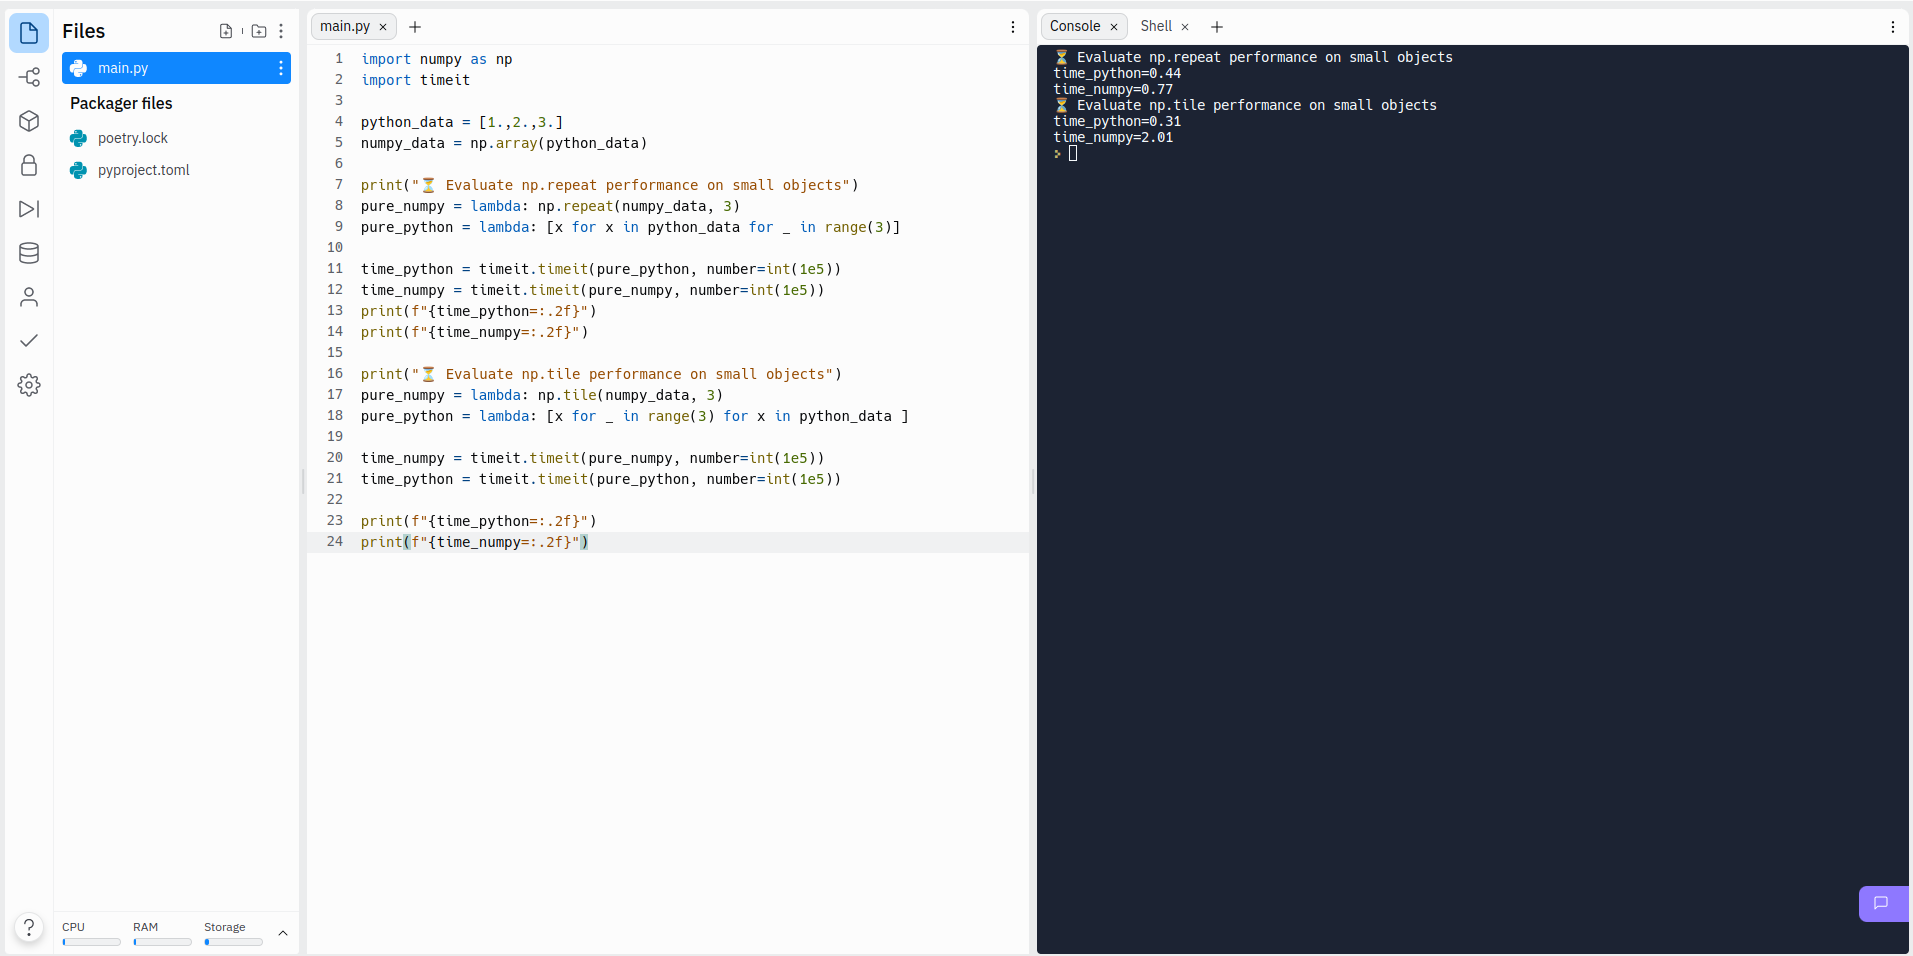 Files
main.py
Packager files
poetry.lock
pyproject.toml
CPU RAM Storage
?
main.py × +
1 import numpy as np
2 import timeit
3
4 python_data = [1.,2.,3.]
5 numpy_data = np.array(python_data)
6
7 print("⏳ Evaluate np.repeat performance on small objects")
8 pure_numpy = lambda: np.repeat(numpy_data, 3)
9 pure_python = lambda: [x for x in python_data for _ in range(3)]
10
11 time_python = timeit.timeit(pure_python, number=int(1e5))
12 time_numpy = timeit.timeit(pure_numpy, number=int(1e5))
13 print(f"{time_python=:.2f}")
14 print(f"{time_numpy=:.2f}")
15
16 print("⏳ Evaluate np.tile performance on small objects")
17 pure_numpy = lambda: np.tile(numpy_data, 3)
18 pure_python = lambda: [x for _ in range(3) for x in python_data ]
19
20 time_numpy = timeit.timeit(pure_numpy, number=int(1e5))
21 time_python = timeit.timeit(pure_python, number=int(1e5))
22
23 print(f"{time_python=:.2f}")
24 print(f"{time_numpy=:.2f}")
Console × Shell × +
⏳ Evaluate np.repeat performance on small objects
time_python=0.44
time_numpy=0.77
⏳ Evaluate np.tile performance on small objects
time_python=0.31
time_numpy=2.01